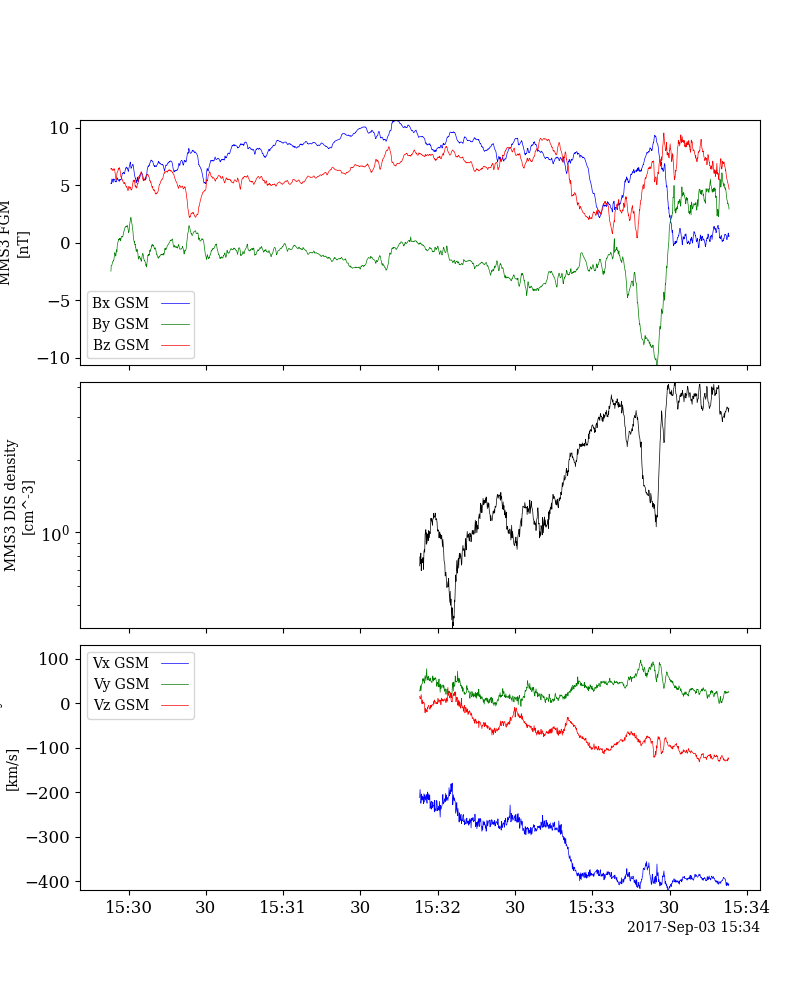 10
5
0
−5
−10
MMS3 FGM
[nT]
Bx GSM
By GSM
Bz GSM
10^0
MMS3 DIS density
[cm^-3]
100
0
−100
−200
−300
−400
[km/s]
Vx GSM
Vy GSM
Vz GSM
15:30
30
15:31
30
15:32
30
15:33
30
15:34
2017-Sep-03 15:34